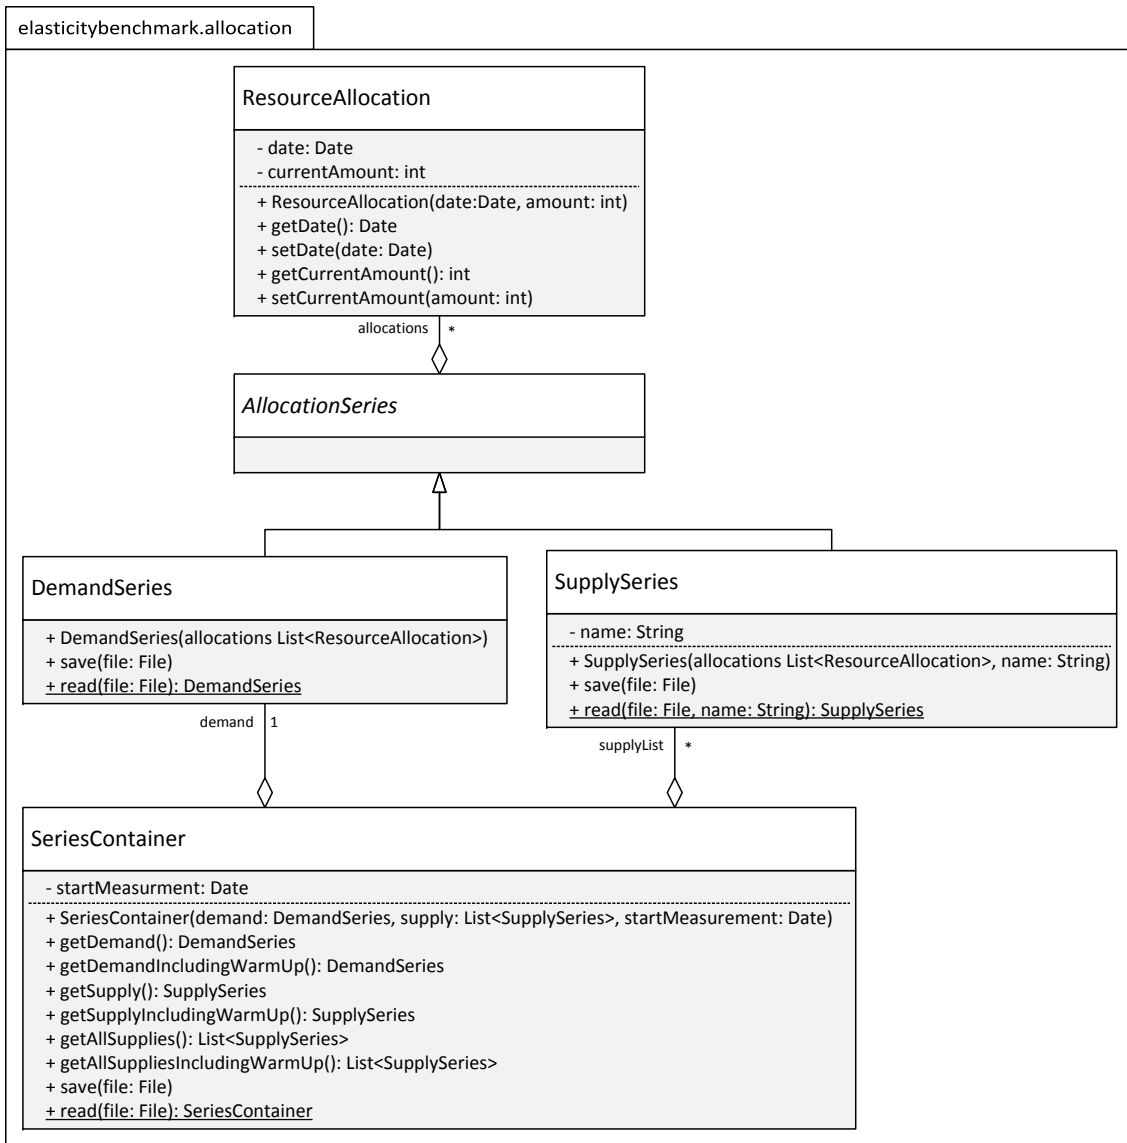 elasticitybenchmark.allocation
ResourceAllocation
- date: Date
- currentAmount: int
+ ResourceAllocation(date:Date, amount: int)
+ getDate(): Date
+ setDate(date: Date)
+ getCurrentAmount(): int
+ setCurrentAmount(amount: int)
allocations *
AllocationSeries
DemandSeries
+ DemandSeries(allocations List<ResourceAllocation>)
+ save(file: File)
+ read(file: File): DemandSeries
SupplySeries
- name: String
+ SupplySeries(allocations List<ResourceAllocation>, name: String)
+ save(file: File)
+ read(file: File, name: String): SupplySeries
demand 1
supplyList *
SeriesContainer
- startMeasurment: Date
+ SeriesContainer(demand: DemandSeries, supply: List<SupplySeries>, startMeasurement: Date)
+ getDemand(): DemandSeries
+ getDemandIncludingWarmUp(): DemandSeries
+ getSupply(): SupplySeries
+ getSupplyIncludingWarmUp(): SupplySeries
+ getAllSupplies(): List<SupplySeries>
+ getAllSuppliesIncludingWarmUp(): List<SupplySeries>
+ save(file: File)
+ read(file: File): SeriesContainer